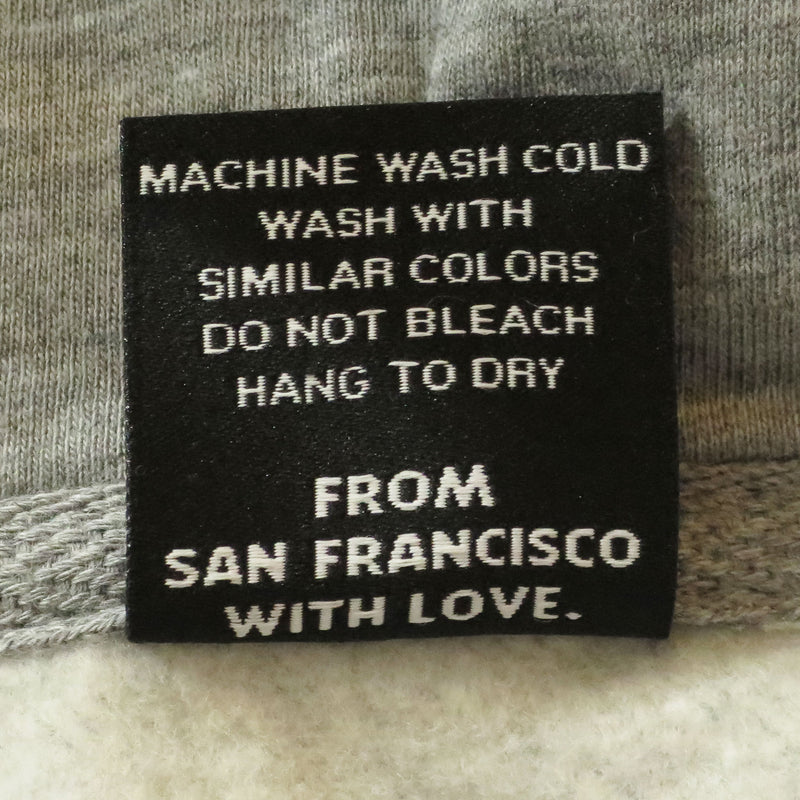 MACHINE WASH COLD
WASH WITH
SIMILAR COLORS
DO NOT BLEACH
HANG TO DRY
FROM
SAN FRANCISCO
WITH LOVE.